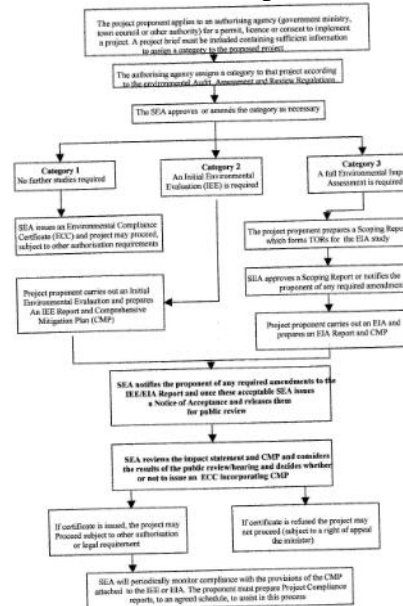 The project proponent applies to an authorising agency (government ministry,
town council or other authority) for a permit, licence or consent to implement
a project. A project brief must be included containing sufficient information
to assign a category to the proposed project
The authorising agency assigns a category to that project according
to the environmental Audit, Assessment and Review Regulations
The SEA approves or amends the category as necessary
Category 1
No further studies required
Category 2
An Initial Environmental
Evaluation (IEE) is required
Category 3
A full Environmental Impa
Assessment is required
SEA issues an Environmental Compliance
Certificate (ECC) and project may proceed,
subject to other authorisation requirements
The project proponent prepares a Scoping Repor
which forms TORs for the EIA study
SEA approves a Scoping Report or notifies the
proponent of any required amendment
Project proponent carries out an Initial
Environmental Evaluation and prepares
An IEE Report and Comprehensive
Mitigation Plan (CMP)
Project proponent carries out an EIA and
prepares an EIA Report and CMP
SEA notifies the proponent of any required amendments to the
IEE/EIA Report and once these acceptable SEA issues
a Notice of Acceptance and releases them
for public review
SEA reviews the impact statement and CMP and considers
the results of the public review/hearing and decides whether
or not to issue an ECC incorporating CMP
If certificate is issued, the project may
Proceed subject to other authorisation
or legal requirement
If certificate is refused the project may
not proceed (subject to a right of appeal
the minister)
SEA will periodically monitor compliance with the provisions of the CMP
attached to the IEE or EIA. The proponent must prepare Project Compliance
reports, to an agreed schedule, to assist in this process